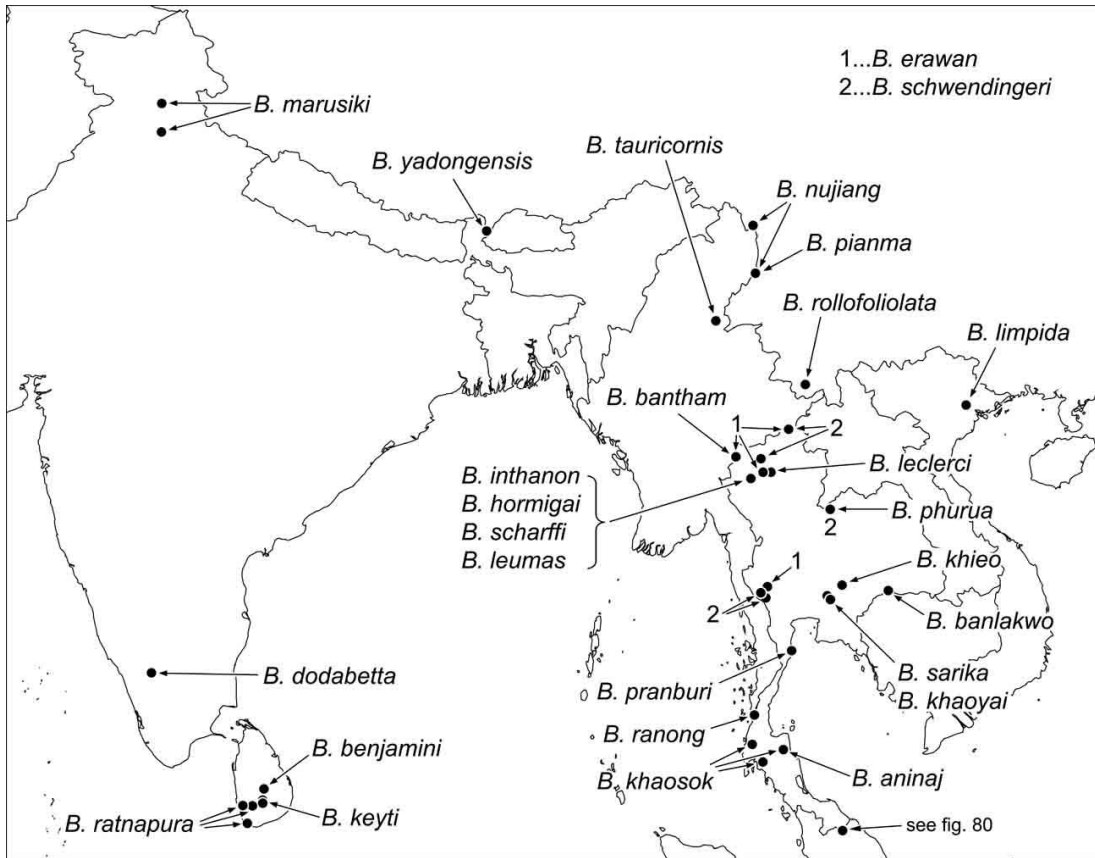 1...B. erawan
2...B. schwendingeri
B. marusiki
B. yadongensis
B. tauricornis
B. nujiang
B. pianma
B. rollofoliolata
B. limpida
B. bantham
1
2
B. leclerci
B. inthanon
B. hormigai
B. scharffi
B. leumas
B. phurua
2
1
2
B. khieo
B. banlakwo
B. sarika
B. khaoyai
B. dodabetta
B. pranburi
B. ranong
B. khaosok
B. aninaj
B. benjamini
B. ratnapura
B. keyti
see fig. 80